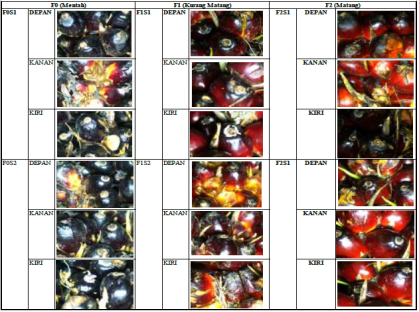 F0 (Mentah) F1 (Kurang Matang) F2 (Matang)
F0S1 DEPAN F1S1 DEPAN F2S1 DEPAN
KANAN KANAN KANAN
KIRI KIRI KIRI
F0S2 DEPAN F1S2 DEPAN F2S1 DEPAN
KANAN KANAN KANAN
KIRI KIRI KIRI